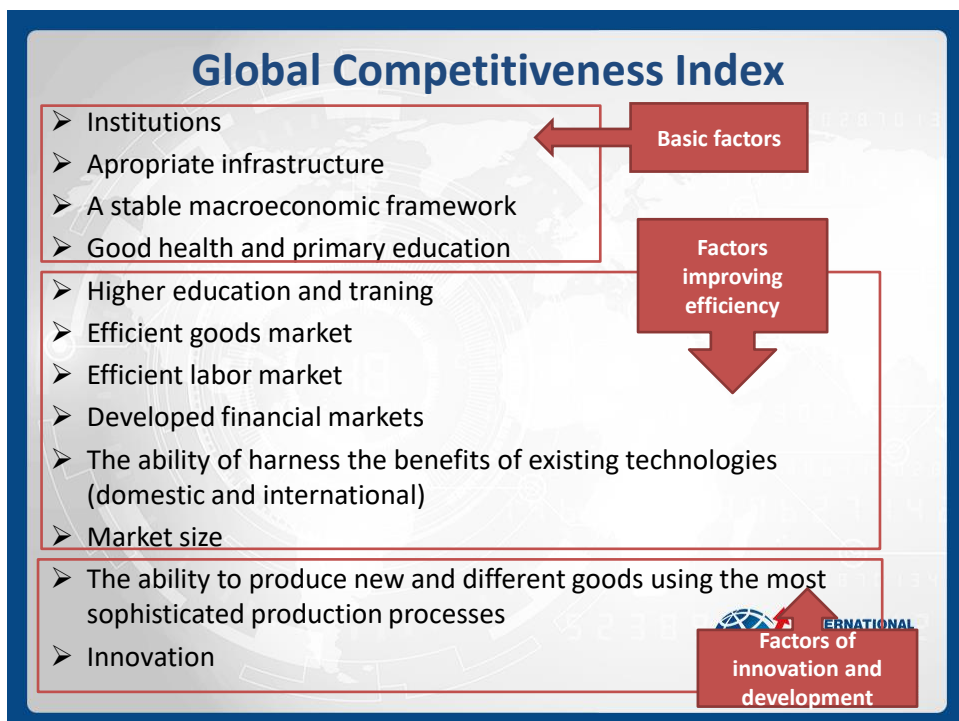 Global Competitiveness Index
➢ Institutions
➢ Apropriate infrastructure
➢ A stable macroeconomic framework
➢ Good health and primary education
Basic factors
➢ Higher education and traning
➢ Efficient goods market
➢ Efficient labor market
➢ Developed financial markets
➢ The ability of harness the benefits of existing technologies
(domestic and international)
➢ Market size
Factors
improving
efficiency
➢ The ability to produce new and different goods using the most
sophisticated production processes
➢ Innovation
ERNATIONAL
Factors of
innovation and
development